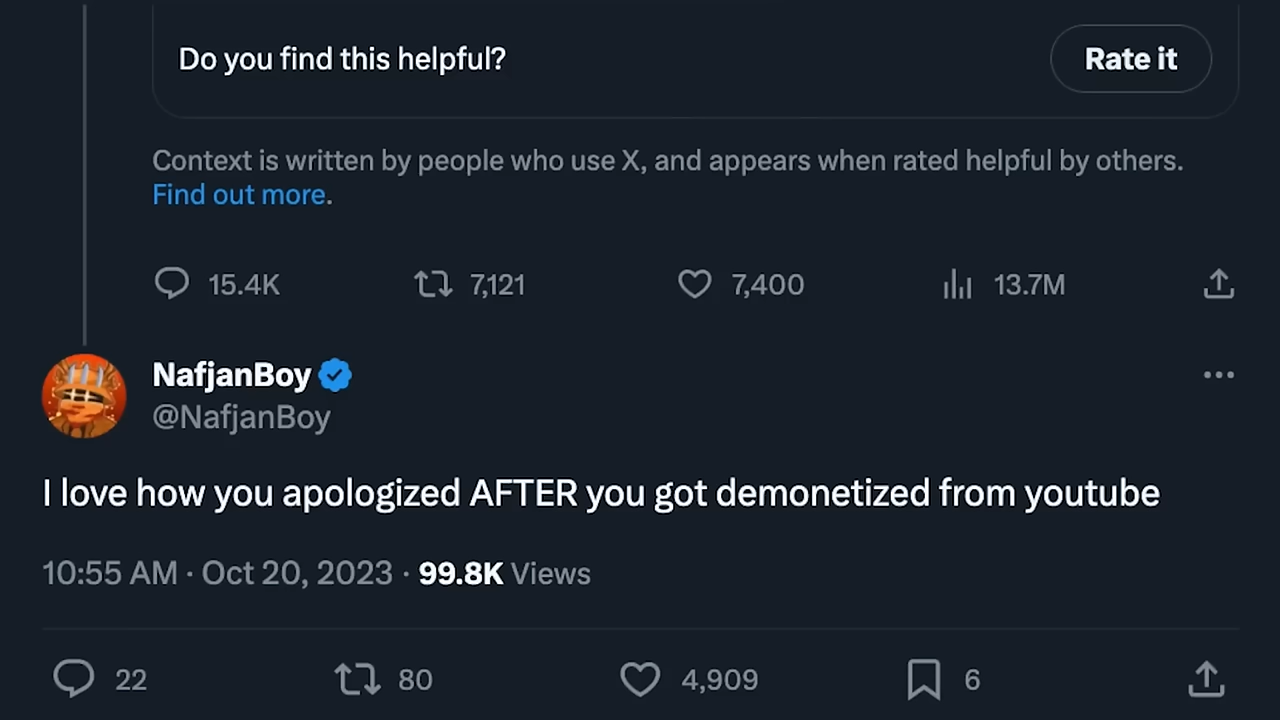 Do you find this helpful?
Rate it
Context is written by people who use X, and appears when rated helpful by others.
Find out more.
15.4K 7,121 7,400 13.7M
NafjanBoy
@NafjanBoy
I love how you apologized AFTER you got demonetized from youtube
10:55 AM · Oct 20, 2023 · 99.8K Views
22 80 4,909 6